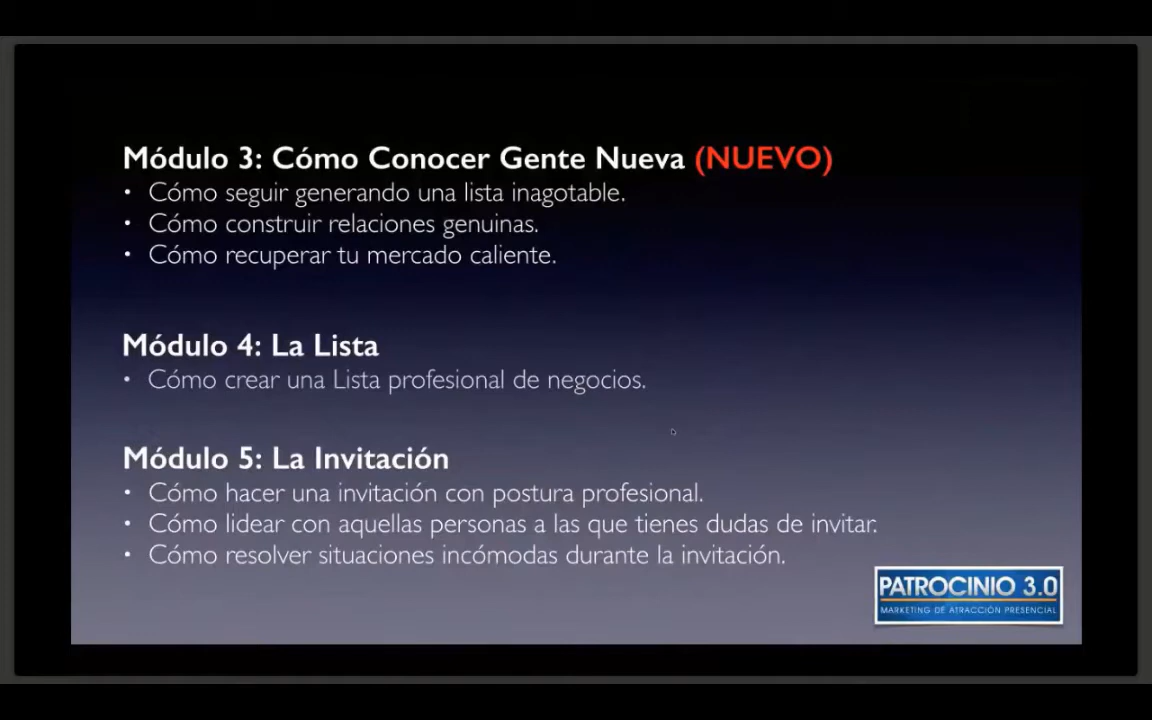 Módulo 3: Cómo Conocer Gente Nueva (NUEVO)
• Cómo seguir generando una lista inagotable.
• Cómo construir relaciones genuinas.
• Cómo recuperar tu mercado caliente.
Módulo 4: La Lista
• Cómo crear una Lista profesional de negocios.
Módulo 5: La Invitación
• Cómo hacer una invitación con postura profesional.
• Cómo lidear con aquellas personas a las que tienes dudas de invitar.
• Cómo resolver situaciones incómodas durante la invitación.
PATROCINIO 3.0
MARKETING DE ATRACCIÓN PRESENCIAL